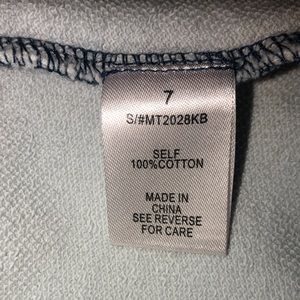 7
S/#MT2028KB
SELF
100%COTTON
MADE IN
CHINA
SEE REVERSE
FOR CARE